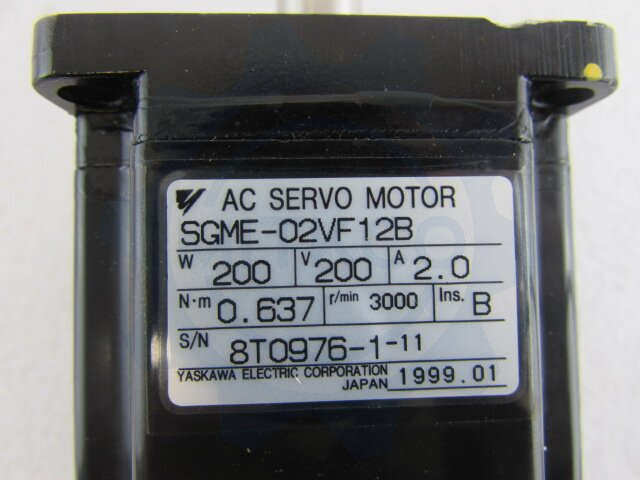 AC SERVO MOTOR
SGME-02VF12B
W 200 V 200 A 2.0
N·m 0.637 r/min 3000 Ins. B
S/N 8T0976-1-11
YASKAWA ELECTRIC CORPORATION
JAPAN 1999.01